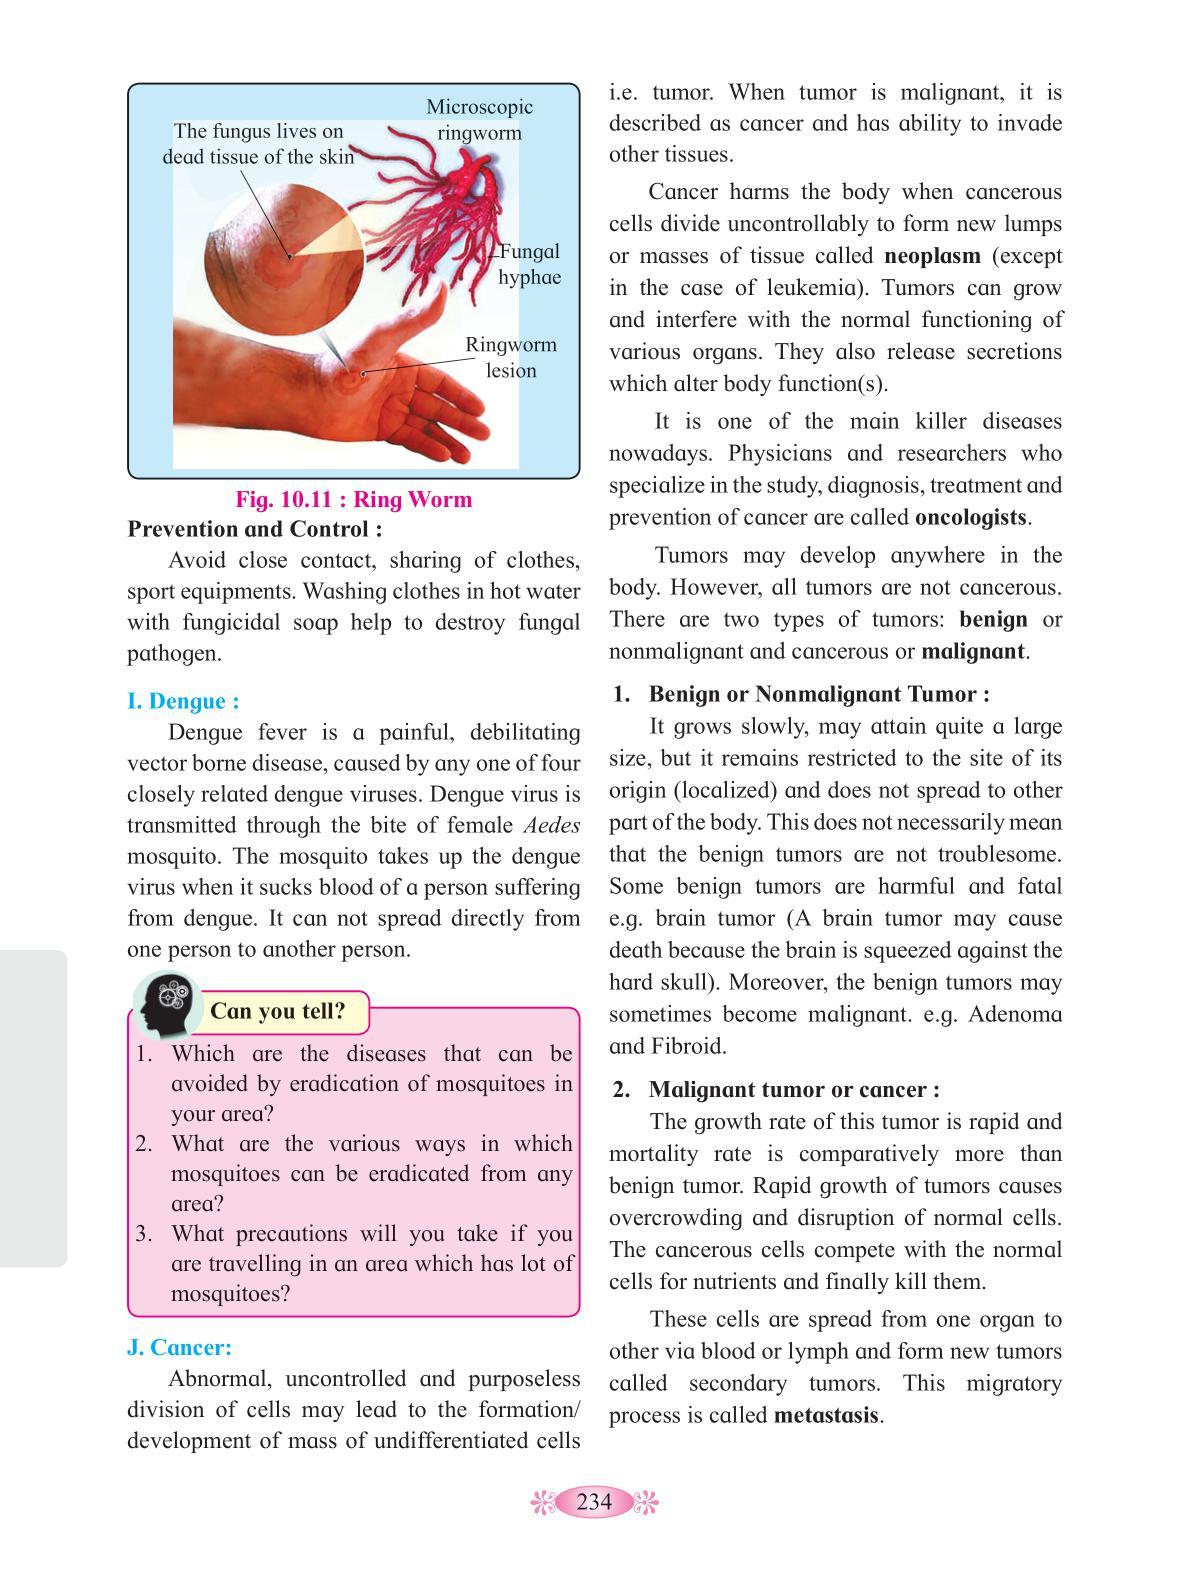 Microscopic
ringworm
The fungus lives on
dead tissue of the skin
Fungal
hyphae
Ringworm
lesion
Fig. 10.11 : Ring Worm
Prevention and Control :
Avoid close contact, sharing of clothes,
sport equipments. Washing clothes in hot water
with fungicidal soap help to destroy fungal
pathogen.
I. Dengue :
Dengue fever is a painful, debilitating
vector borne disease, caused by any one of four
closely related dengue viruses. Dengue virus is
transmitted through the bite of female Aedes
mosquito. The mosquito takes up the dengue
virus when it sucks blood of a person suffering
from dengue. It can not spread directly from
one person to another person.
Can you tell?
1. Which are the diseases that can be
avoided by eradication of mosquitoes in
your area?
2. What are the various ways in which
mosquitoes can be eradicated from any
area?
3. What precautions will you take if you
are travelling in an area which has lot of
mosquitoes?
J. Cancer:
Abnormal, uncontrolled and purposeless
division of cells may lead to the formation/
development of mass of undifferentiated cells
i.e. tumor. When tumor is malignant, it is
described as cancer and has ability to invade
other tissues.
Cancer harms the body when cancerous
cells divide uncontrollably to form new lumps
or masses of tissue called neoplasm (except
in the case of leukemia). Tumors can grow
and interfere with the normal functioning of
various organs. They also release secretions
which alter body function(s).
It is one of the main killer diseases
nowadays. Physicians and researchers who
specialize in the study, diagnosis, treatment and
prevention of cancer are called oncologists.
Tumors may develop anywhere in the
body. However, all tumors are not cancerous.
There are two types of tumors: benign or
nonmalignant and cancerous or malignant.
1. Benign or Nonmalignant Tumor :
It grows slowly, may attain quite a large
size, but it remains restricted to the site of its
origin (localized) and does not spread to other
part of the body. This does not necessarily mean
that the benign tumors are not troublesome.
Some benign tumors are harmful and fatal
e.g. brain tumor (A brain tumor may cause
death because the brain is squeezed against the
hard skull). Moreover, the benign tumors may
sometimes become malignant. e.g. Adenoma
and Fibroid.
2. Malignant tumor or cancer :
The growth rate of this tumor is rapid and
mortality rate is comparatively more than
benign tumor. Rapid growth of tumors causes
overcrowding and disruption of normal cells.
The cancerous cells compete with the normal
cells for nutrients and finally kill them.
These cells are spread from one organ to
other via blood or lymph and form new tumors
called secondary tumors. This migratory
process is called metastasis.
234